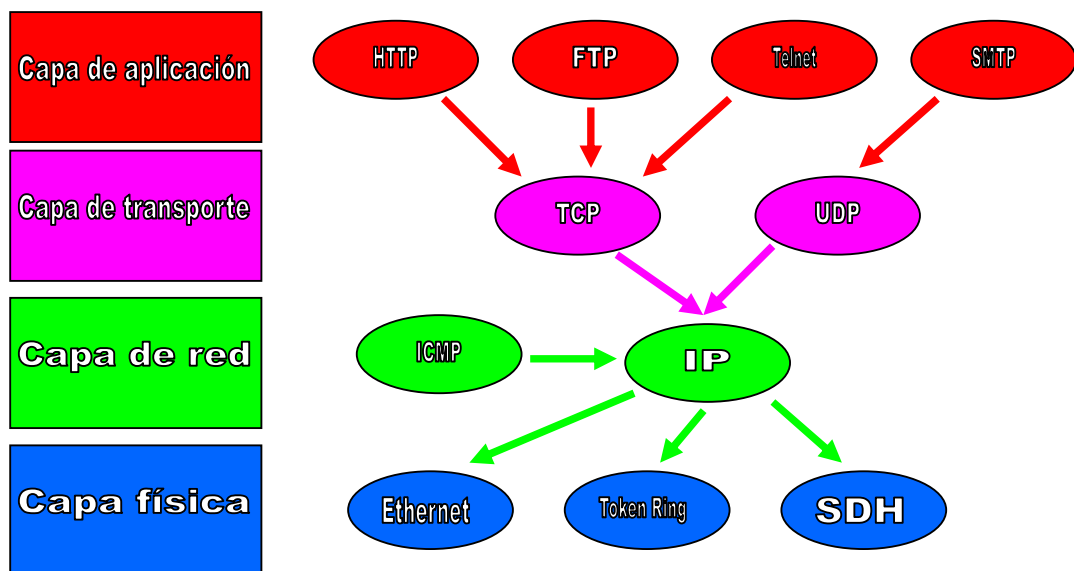 Capa de aplicación
HTTP
FTP
Telnet
SMTP
Capa de transporte
TCP
UDP
Capa de red
ICMP
IP
Capa física
Ethernet
Token Ring
SDH